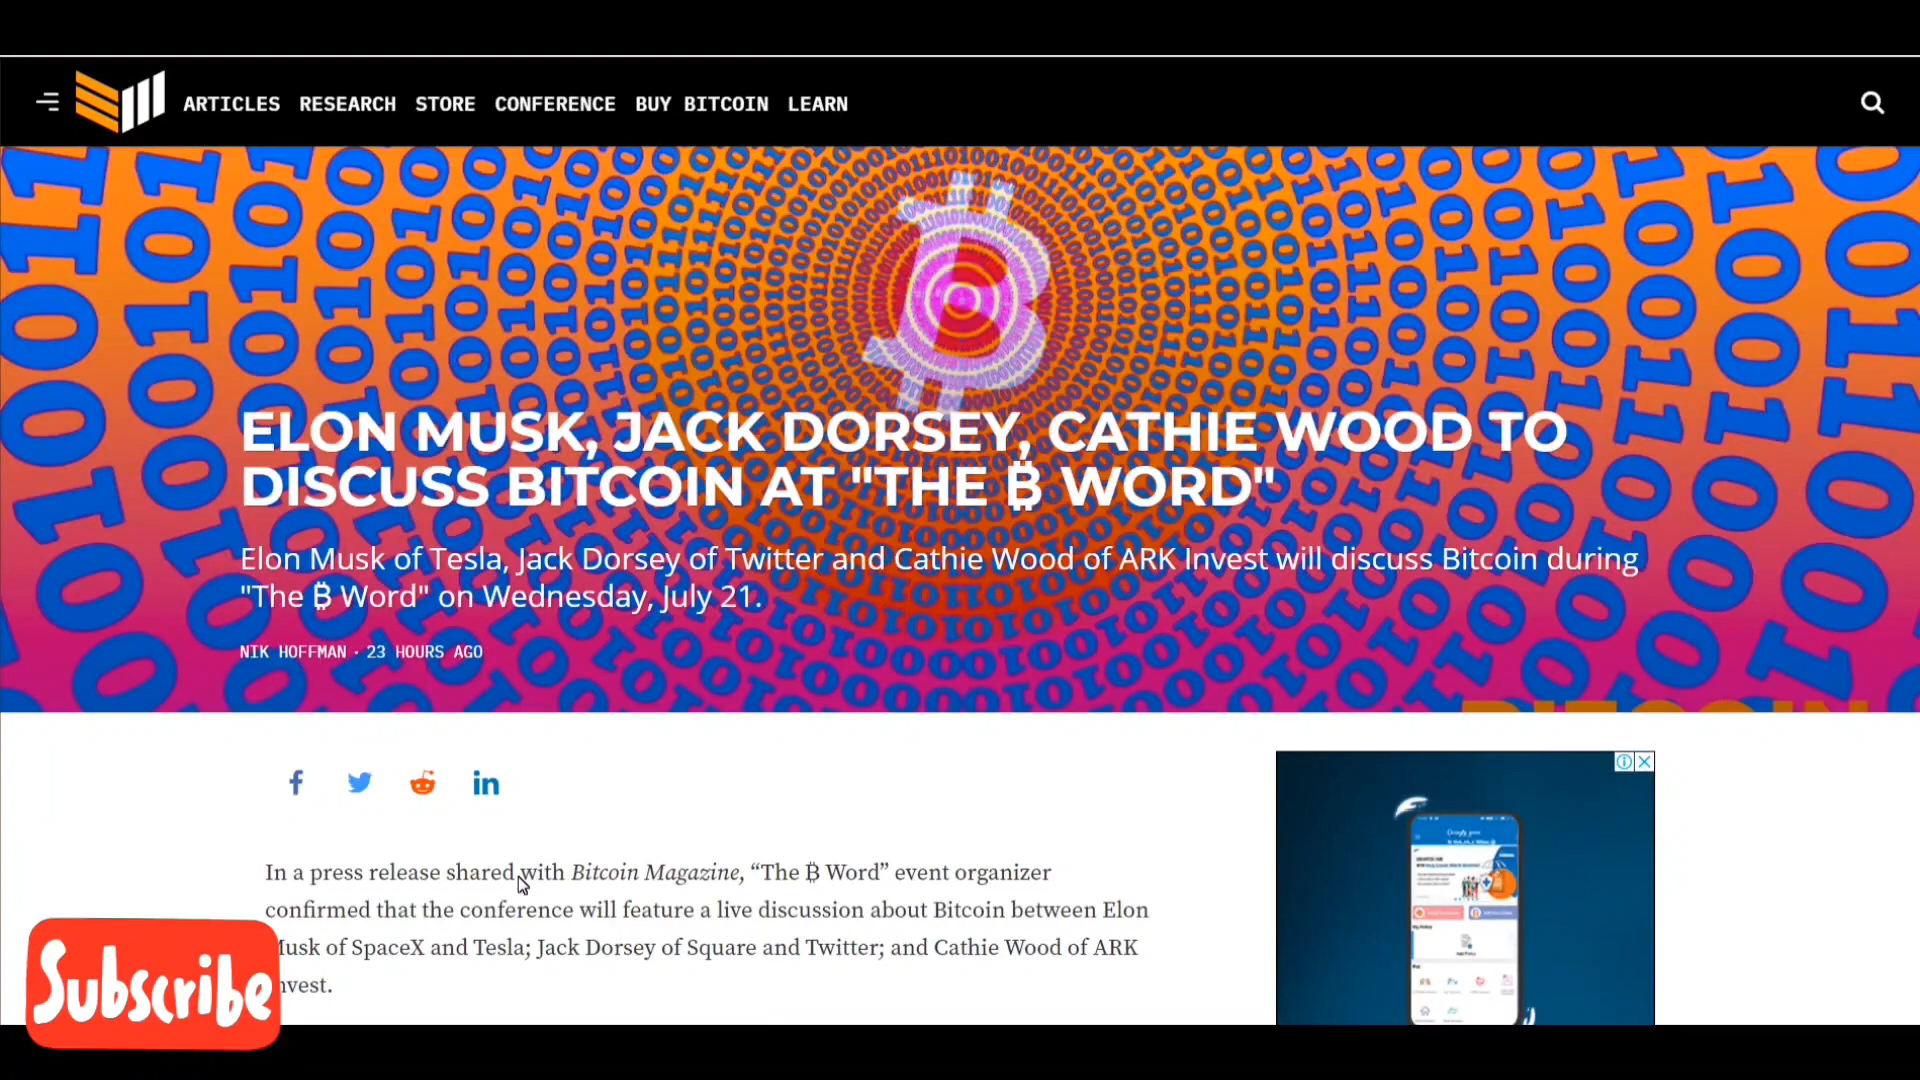 ARTICLES RESEARCH STORE CONFERENCE BUY BITCOIN LEARN
ELON MUSK, JACK DORSEY, CATHIE WOOD TO
DISCUSS BITCOIN AT "THE ₿ WORD"
Elon Musk of Tesla, Jack Dorsey of Twitter and Cathie Wood of ARK Invest will discuss Bitcoin during
"The ₿ Word" on Wednesday, July 21.
NIK HOFFMAN · 23 HOURS AGO
In a press release shared with Bitcoin Magazine, “The ₿ Word” event organizer
confirmed that the conference will feature a live discussion about Bitcoin between Elon
Musk of SpaceX and Tesla; Jack Dorsey of Square and Twitter; and Cathie Wood of ARK
nvest.
Subscribe